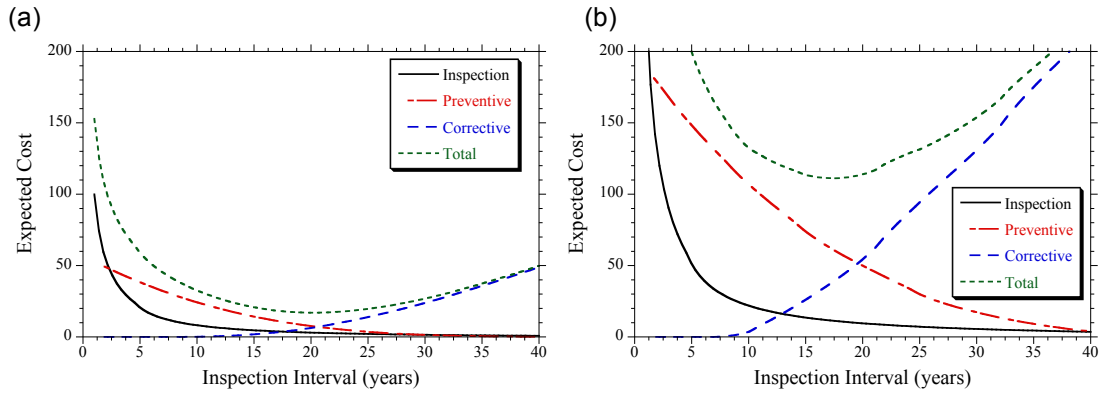 (a)
200
150
100
50
0
Expected Cost
Inspection
Preventive
Corrective
Total
0 5 10 15 20 25 30 35 40
Inspection Interval (years)
(b)
200
150
100
50
0
Expected Cost
Inspection
Preventive
Corrective
Total
0 5 10 15 20 25 30 35 40
Inspection Interval (years)